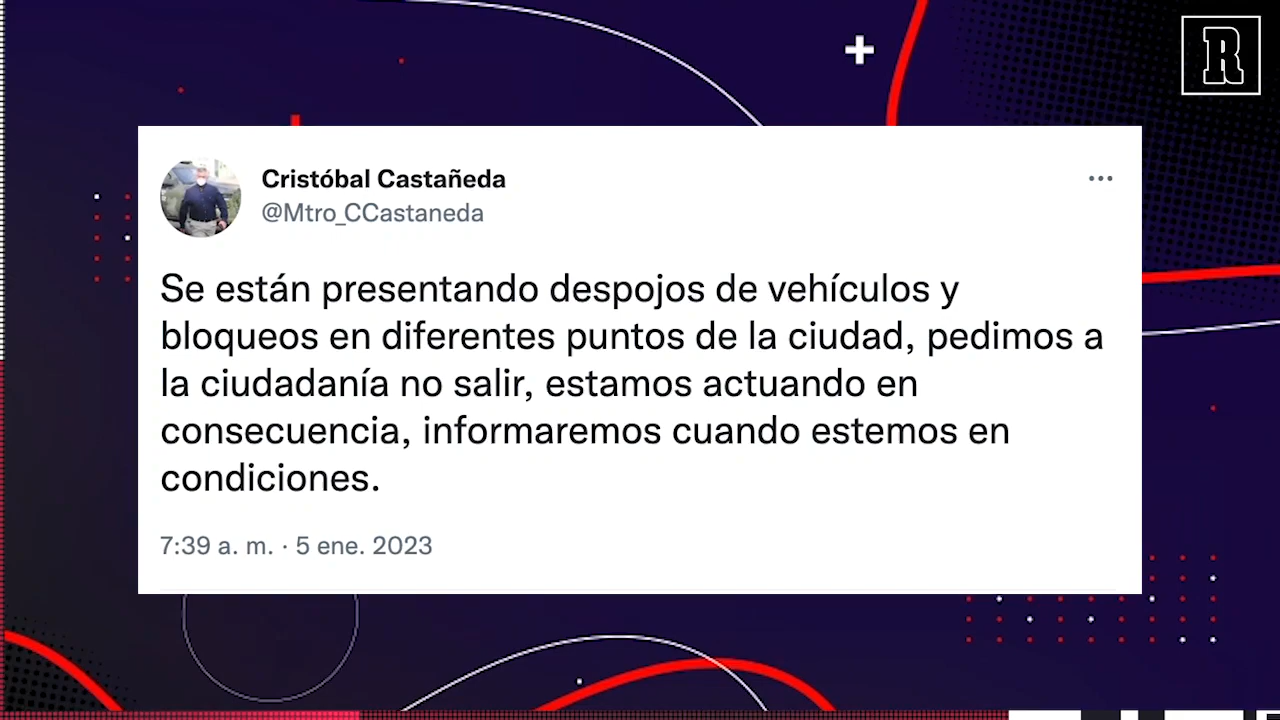 R
Cristóbal Castañeda
@Mtro_CCastaneda
Se están presentando despojos de vehículos y
bloqueos en diferentes puntos de la ciudad, pedimos a
la ciudadanía no salir, estamos actuando en
consecuencia, informaremos cuando estemos en
condiciones.
7:39 a. m. · 5 ene. 2023